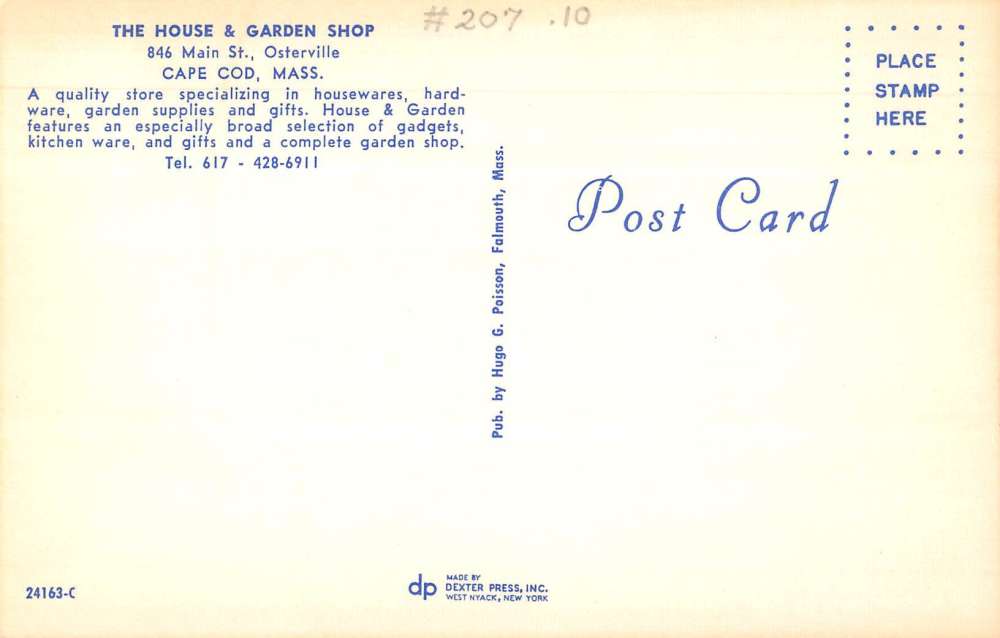 #207 .10
THE HOUSE & GARDEN SHOP
846 Main St., Osterville
CAPE COD, MASS.
A quality store specializing in housewares, hard-
ware, garden supplies and gifts. House & Garden
features an especially broad selection of gadgets,
kitchen ware, and gifts and a complete garden shop.
Tel. 617 - 428-6911
PLACE
STAMP
HERE
Post Card
Pub. by Hugo G. Poisson, Falmouth, Mass.
24163-C
dp
MADE BY
DEXTER PRESS, INC.
WEST NYACK, NEW YORK